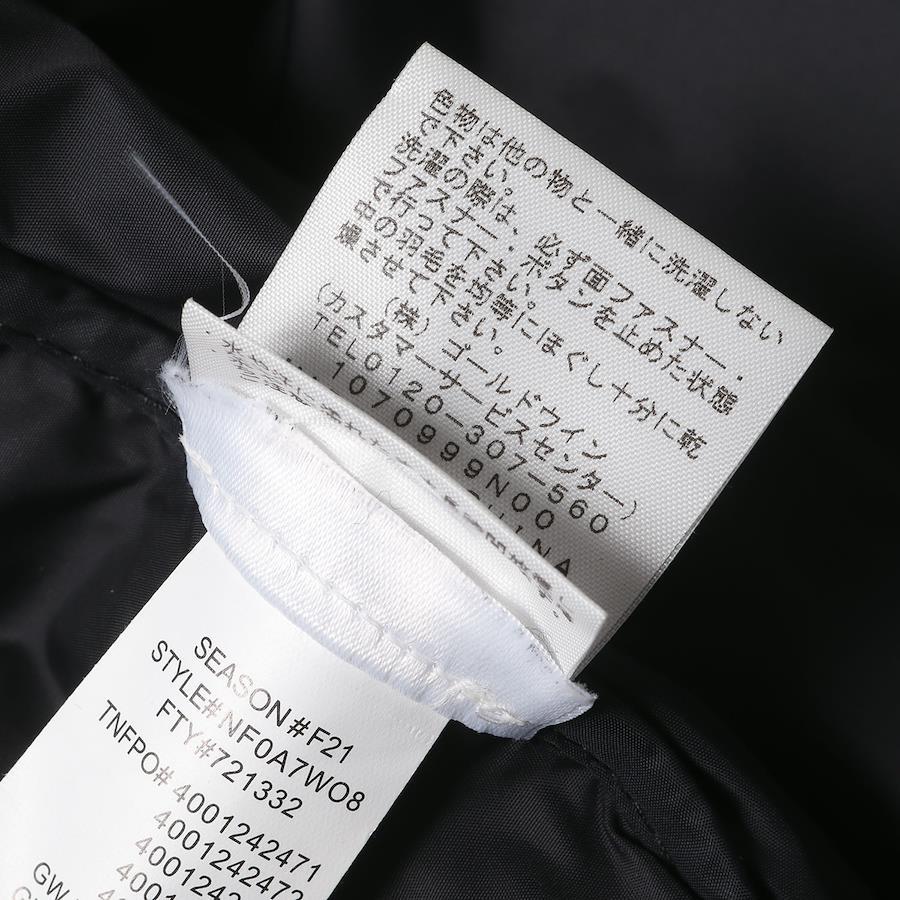 色物は他の物と一緒に洗濯しない
で下さい。
洗濯の際は、必ず面ファスナー・
ファスナー・ボタンを止めた状態
で行って下さい。
中の羽毛を均等にほぐし十分に乾
燥させて下さい。
(株)ゴールドウイン
(カスタマーサービスセンター)
TEL0120-307-560
1070999N00
SEASON#F21
STYLE#NF0A7WO8
FTY#721332
TNFPO# 4001242471
4001242472
400124
400
GW